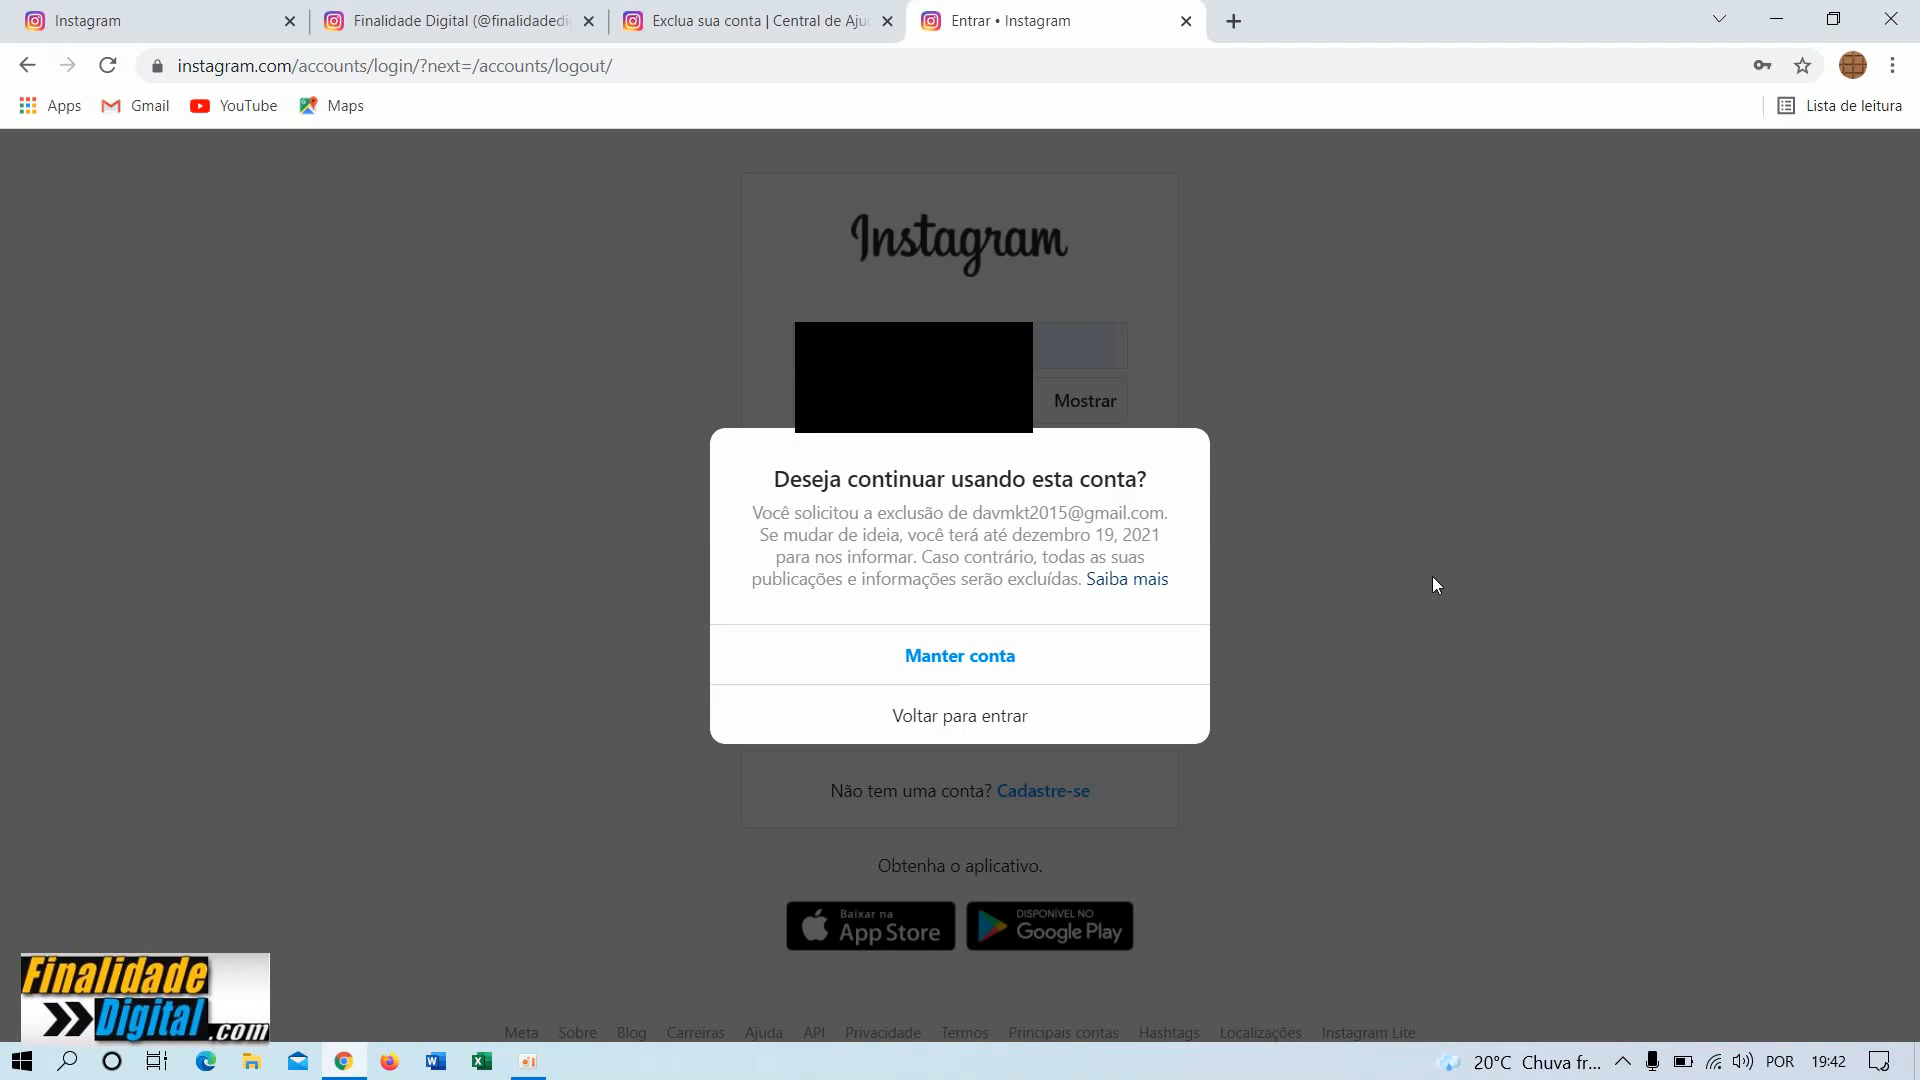 Instagram
Finalidade Digital (@finalidadedi
Exclua sua conta | Central de Aju
Entrar • Instagram
instagram.com/accounts/login/?next=/accounts/logout/
Apps
Gmail
YouTube
Maps
Lista de leitura
Instagram
Mostrar
Deseja continuar usando esta conta?
Você solicitou a exclusão de davmkt2015@gmail.com.
Se mudar de ideia, você terá até dezembro 19, 2021
para nos informar. Caso contrário, todas as suas
publicações e informações serão excluídas. Saiba mais
Manter conta
Voltar para entrar
Não tem uma conta? Cadastre-se
Obtenha o aplicativo.
Baixar na
App Store
DISPONÍVEL NO
Google Play
Finalidade
Digital .com
Meta Sobre Blog Carreiras Ajuda API Privacidade Termos Principais contas Hashtags Localizações Instagram Lite
20°C Chuva fr... POR 19:42